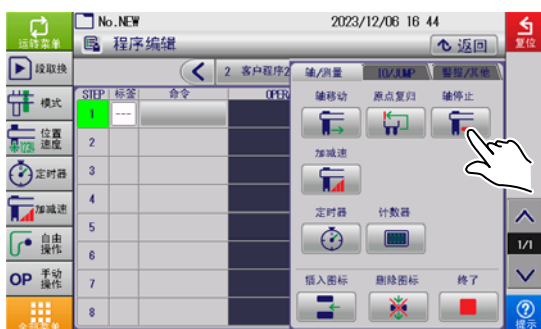 No.NEW
2023/12/06 16 44
运转菜单
程序编辑
返回
复位
段取换
2 客户程序2
轴/测量
IO/JUMP
警报/其他
模式
STEP
标签
命令
OPER
轴移动
原点复归
轴停止
1
---
位置
速度
2
加减速
定时器
3
加减速
4
定时器
计数器
自由
操作
5
1/1
6
OP
手动
操作
7
插入图标
删除图标
终了
8
全部菜单
提示